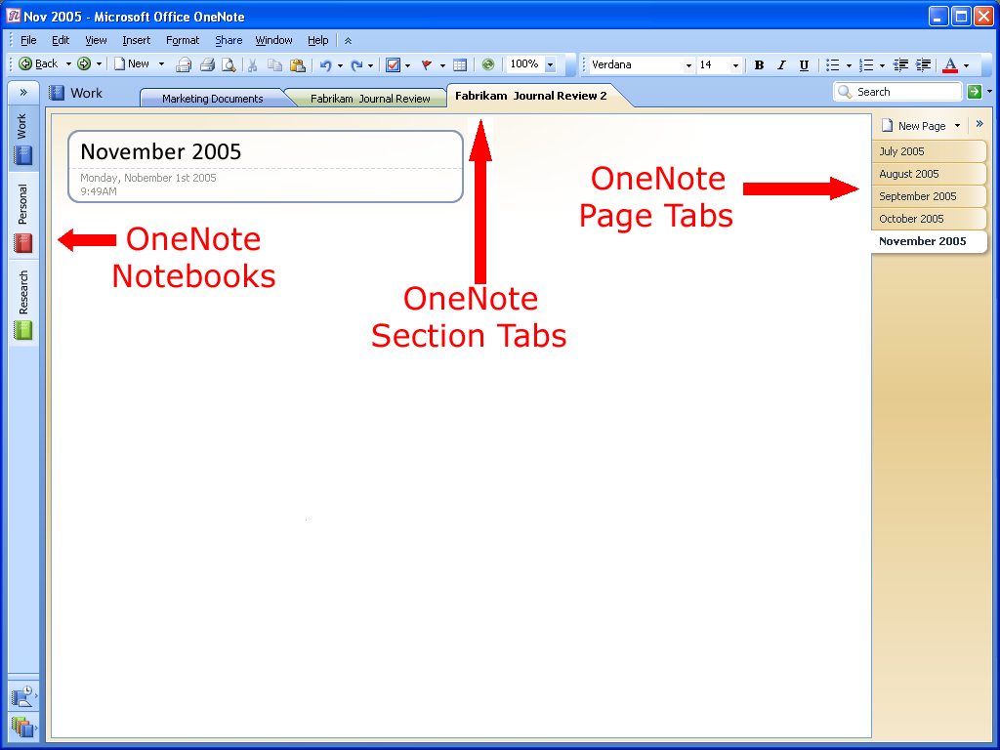 Nov 2005 - Microsoft Office OneNote
File Edit View Insert Format Share Window Help
Back New 100% Verdana 14 B I U A
Work
Marketing Documents
Fabrikam Journal Review
Fabrikam Journal Review 2
Search
Work
Personal
Research
November 2005
Monday, Nobember 1st 2005
9:49AM
New Page
July 2005
August 2005
September 2005
October 2005
November 2005
OneNote
Notebooks
OneNote
Section Tabs
OneNote
Page Tabs